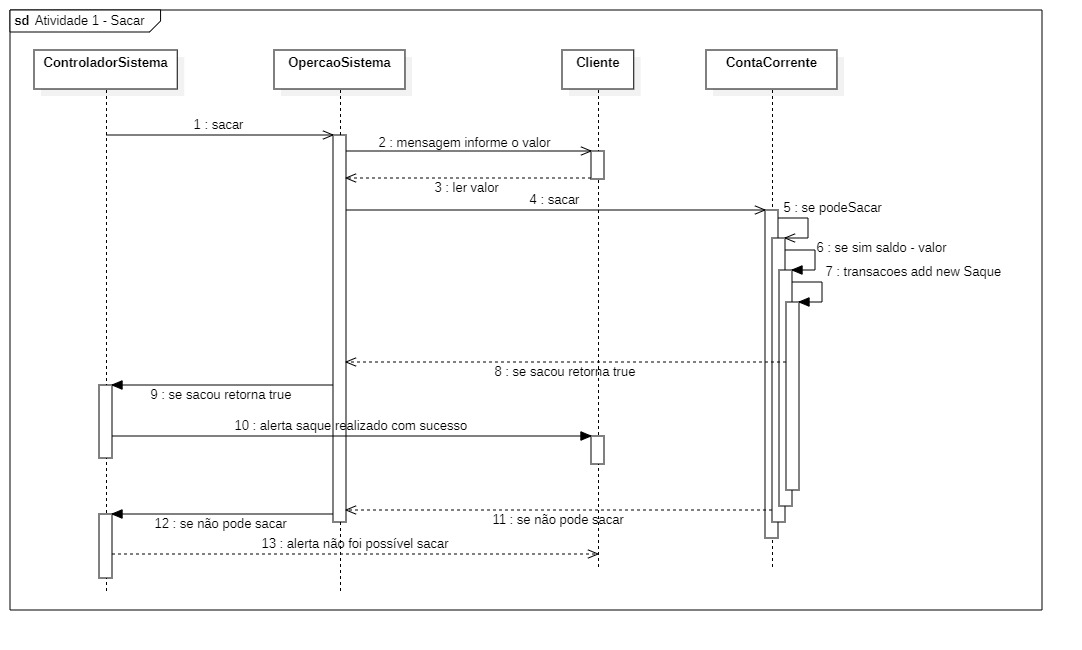 sd Atividade 1 - Sacar
ControladorSistema
OpercaoSistema
Cliente
ContaCorrente
1 : sacar
2 : mensagem informe o valor
3 : ler valor
4 : sacar
5 : se podeSacar
6 : se sim saldo - valor
7 : transacoes add new Saque
8 : se sacou retorna true
9 : se sacou retorna true
10 : alerta saque realizado com sucesso
11 : se não pode sacar
12 : se não pode sacar
13 : alerta não foi possível sacar